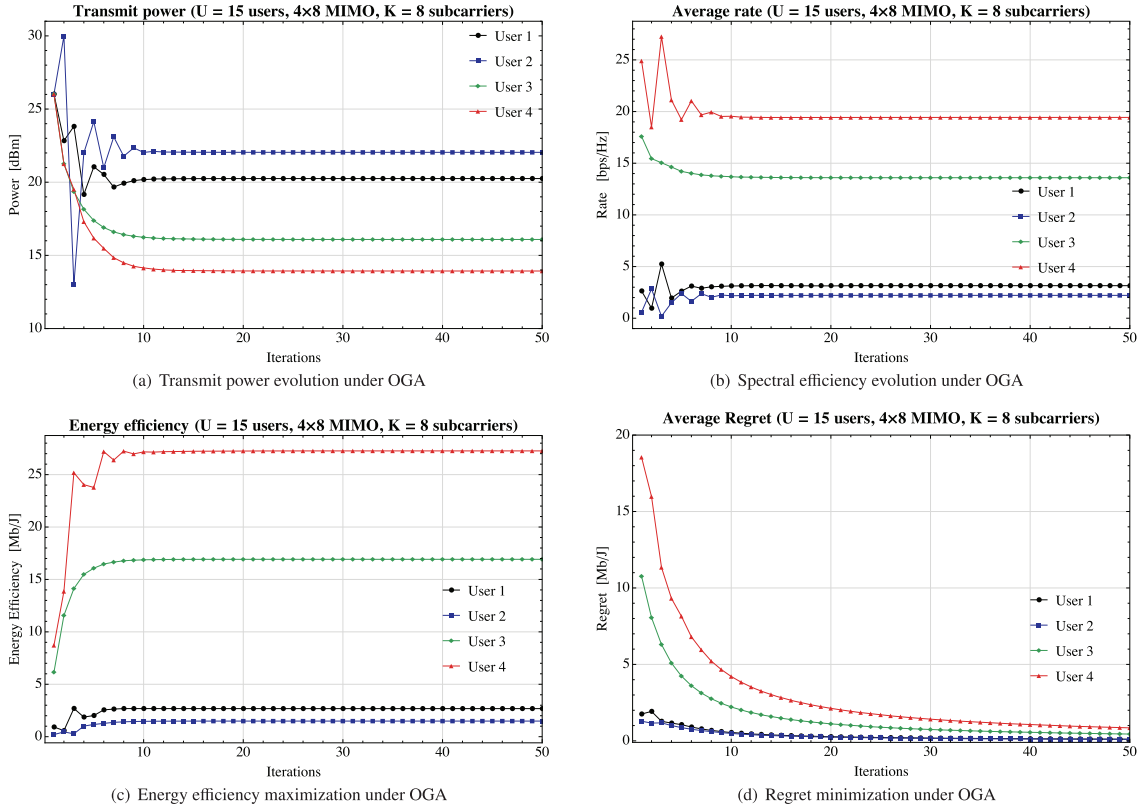 Transmit power (U = 15 users, 4×8 MIMO, K = 8 subcarriers)
User 1
User 2
User 3
User 4
30
25
20
15
10
Power [dBm]
10
20
30
40
50
Iterations
(a) Transmit power evolution under OGA
Average rate (U = 15 users, 4×8 MIMO, K = 8 subcarriers)
25
20
15
10
5
0
Rate [bps/Hz]
User 1
User 2
User 3
User 4
0
10
20
30
40
50
Iterations
(b) Spectral efficiency evolution under OGA
Energy efficiency (U = 15 users, 4×8 MIMO, K = 8 subcarriers)
25
20
15
10
5
0
Energy Efficiency [Mb/J]
User 1
User 2
User 3
User 4
10
20
30
40
50
Iterations
(c) Energy efficiency maximization under OGA
Average Regret (U = 15 users, 4×8 MIMO, K = 8 subcarriers)
20
15
10
5
0
Regret [Mb/J]
User 1
User 2
User 3
User 4
0
10
20
30
40
50
Iterations
(d) Regret minimization under OGA